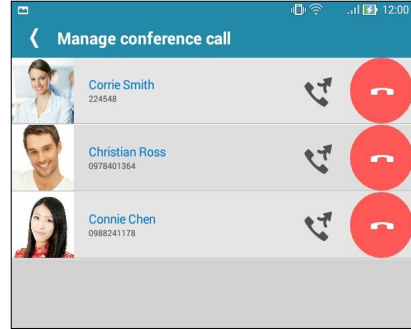 12:00
Manage conference call
Corrie Smith
224548
Christian Ross
0978401364
Connie Chen
0988241178